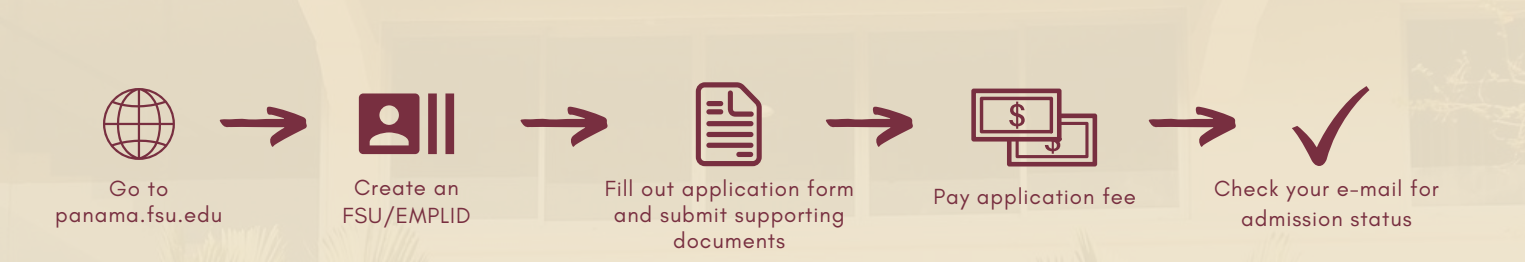 Go to
panama.fsu.edu
Create an
FSU/EMPLID
Fill out application form
and submit supporting
documents
$
$
Pay application fee
Check your e-mail for
admission status